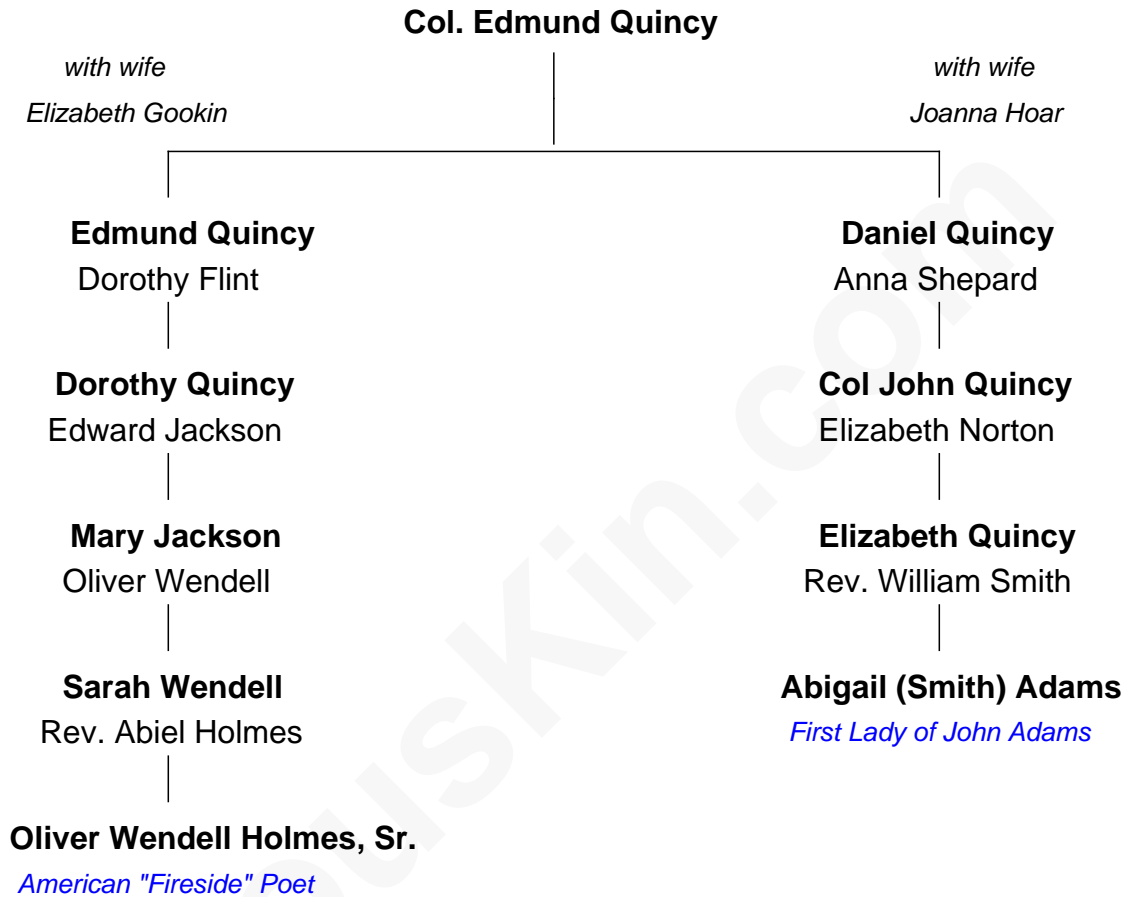 Col. Edmund Quincy
with wife
Elizabeth Gookin
with wife
Joanna Hoar
Edmund Quincy
Dorothy Flint
Daniel Quincy
Anna Shepard
Dorothy Quincy
Edward Jackson
Col John Quincy
Elizabeth Norton
Mary Jackson
Oliver Wendell
Elizabeth Quincy
Rev. William Smith
Sarah Wendell
Rev. Abiel Holmes
Abigail (Smith) Adams
First Lady of John Adams
Oliver Wendell Holmes, Sr.
American "Fireside" Poet
ousKin.com